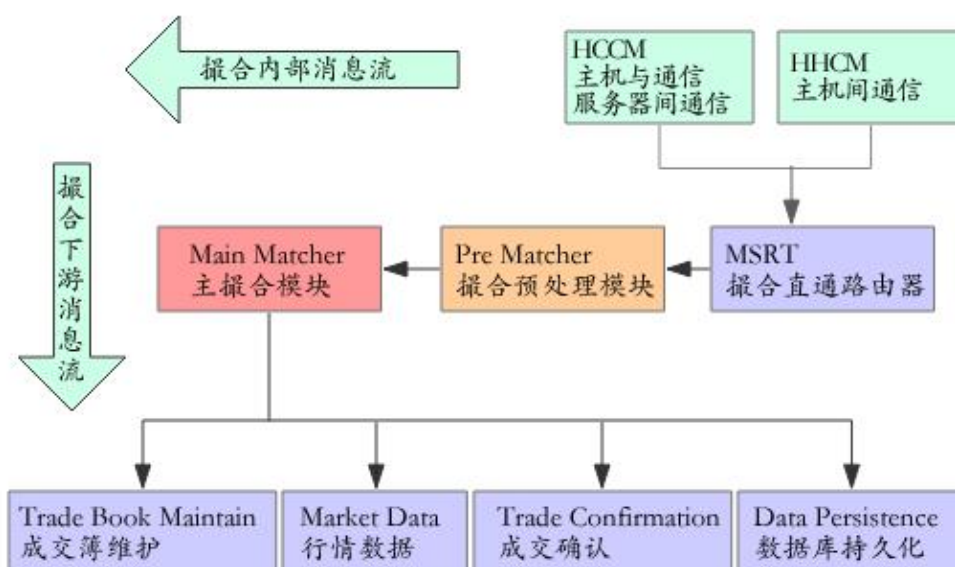 撮合内部消息流
HCCM
主机与通信
服务器间通信
HHCM
主机间通信
撮合下游消息流
Main Matcher
主撮合模块
Pre Matcher
撮合预处理模块
MSRT
撮合直通路由器
Trade Book Maintain
成交薄维护
Market Data
行情数据
Trade Confirmation
成交确认
Data Persistence
数据库持久化